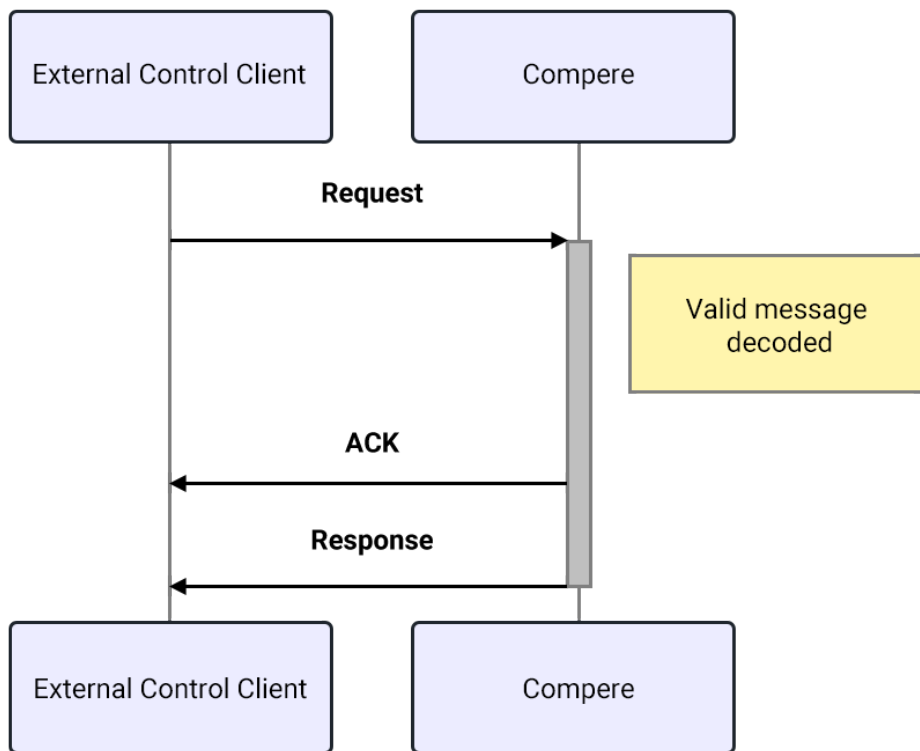 External Control Client
Compere
Request
Valid message
decoded
ACK
Response
External Control Client
Compere